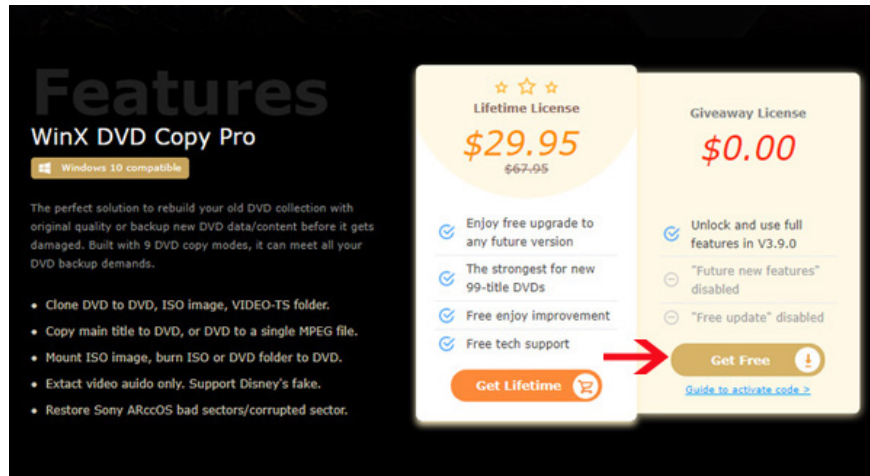 Features
WinX DVD Copy Pro
Windows 10 compatible
The perfect solution to rebuild your old DVD collection with
original quality or backup new DVD data/content before it gets
damaged. Built with 9 DVD copy modes, it can meet all your
DVD backup demands.
• Clone DVD to DVD, ISO image, VIDEO-TS folder.
• Copy main title to DVD, or DVD to a single MPEG file.
• Mount ISO image, burn ISO or DVD folder to DVD.
• Extact video auido only. Support Disney's fake.
• Restore Sony ARccOS bad sectors/corrupted sector.
Lifetime License
$29.95
$67.95
Enjoy free upgrade to
any future version
The strongest for new
99-title DVDs
Free enjoy improvement
Free tech support
Get Lifetime
Giveaway License
$0.00
Unlock and use full
features in V3.9.0
"Future new features"
disabled
"Free update" disabled
Get Free
Guide to activate code >